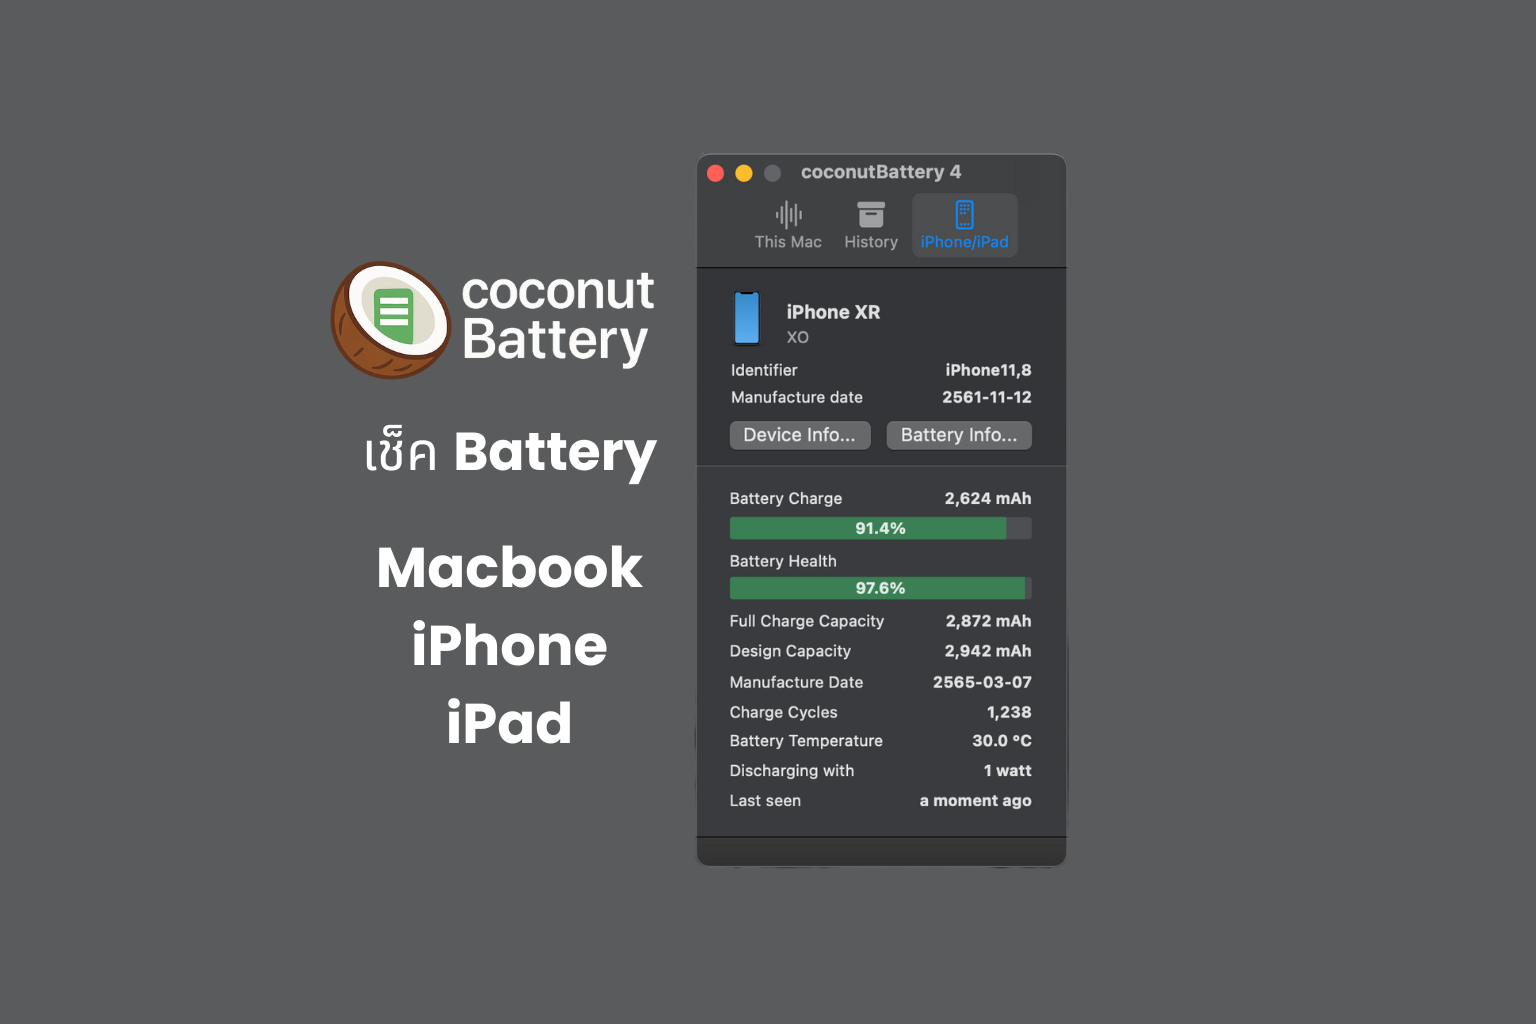 coconut
Battery
เช็ค Battery
Macbook
iPhone
iPad
coconutBattery 4
This Mac
History
iPhone/iPad
iPhone XR
XO
Identifier iPhone11,8
Manufacture date 2561-11-12
Device Info...
Battery Info...
Battery Charge 2,624 mAh
91.4%
Battery Health
97.6%
Full Charge Capacity 2,872 mAh
Design Capacity 2,942 mAh
Manufacture Date 2565-03-07
Charge Cycles 1,238
Battery Temperature 30.0 °C
Discharging with 1 watt
Last seen a moment ago